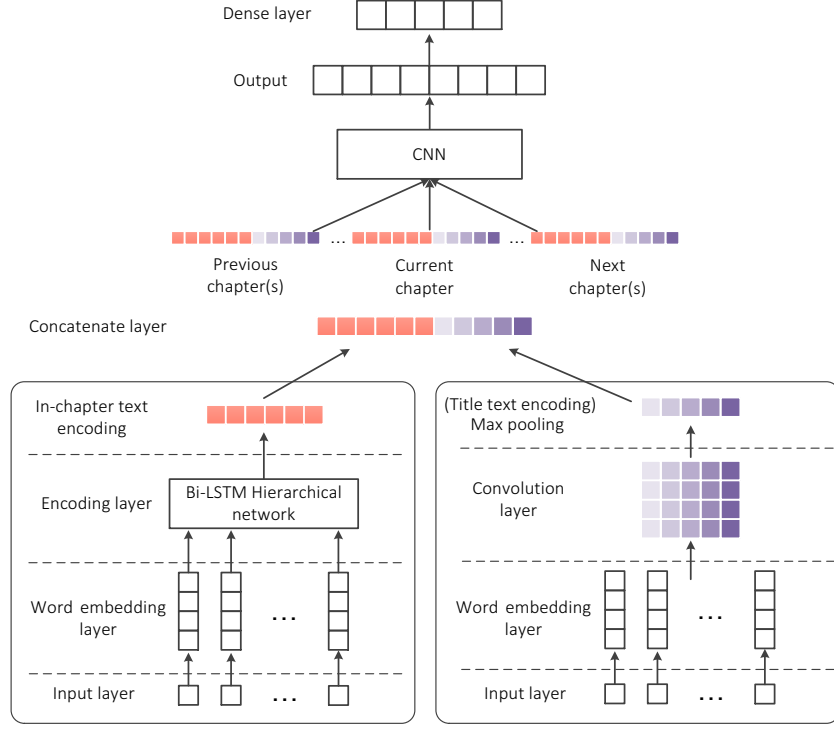 Dense layer
Output
CNN
... ...
Previous
chapter(s)
Current
chapter
Next
chapter(s)
Concatenate layer
In-chapter text
encoding
Encoding layer
Bi-LSTM Hierarchical
network
Word embedding
layer
...
Input layer
...
(Title text encoding)
Max pooling
Convolution
layer
Word embedding
layer
...
Input layer
...